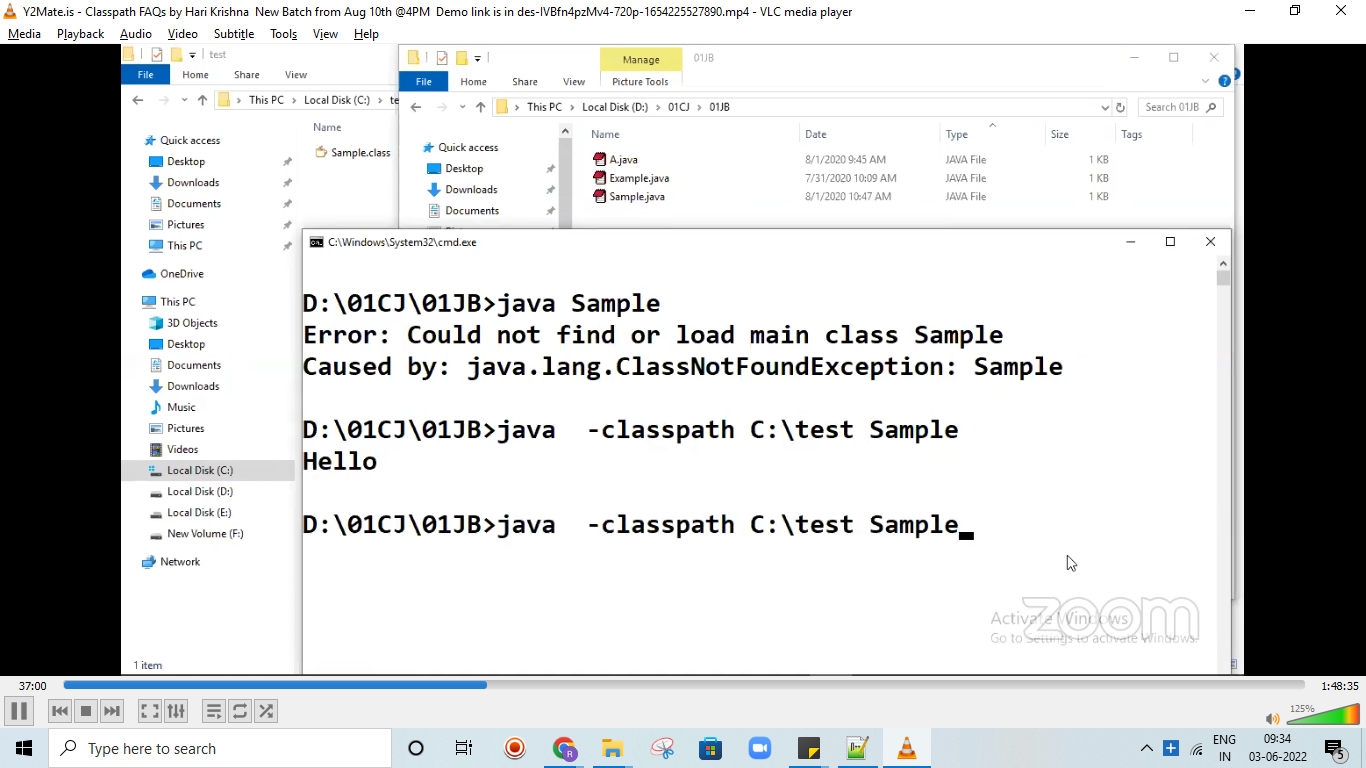 Y2Mate.is - Classpath FAQs by Hari Krishna  New Batch from Aug 10th @4PM  Demo link is in des-IVBfn4pzMv4-720p-1654225527890.mp4 - VLC media player
Media Playback Audio Video Subtitle Tools View Help
test
File Home Share View
This PC Local Disk (C:)
Name
Sample.class
Quick access
Desktop
Downloads
Documents
Pictures
This PC
OneDrive
This PC
3D Objects
Desktop
Documents
Downloads
Music
Pictures
Videos
Local Disk (C:)
Local Disk (D:)
Local Disk (E:)
New Volume (F:)
Network
1 item
Manage 01JB
File Home Share View Picture Tools
This PC Local Disk (D:) 01CJ 01JB Search 01JB
Quick access
Desktop
Downloads
Documents
Name Date Type Size Tags
A.java 8/1/2020 9:45 AM JAVA File 1 KB
Example.java 7/31/2020 10:09 AM JAVA File 1 KB
Sample.java 8/1/2020 10:47 AM JAVA File 1 KB
C:\Windows\System32\cmd.exe
D:\01CJ\01JB>java Sample
Error: Could not find or load main class Sample
Caused by: java.lang.ClassNotFoundException: Sample
D:\01CJ\01JB>java  -classpath C:\test Sample
Hello
D:\01CJ\01JB>java  -classpath C:\test Sample
zoom
Activate Windows
Go to Settings to activate Windows.
37:00 1:48:35
125%
Type here to search
ENG
IN
09:34
03-06-2022
5